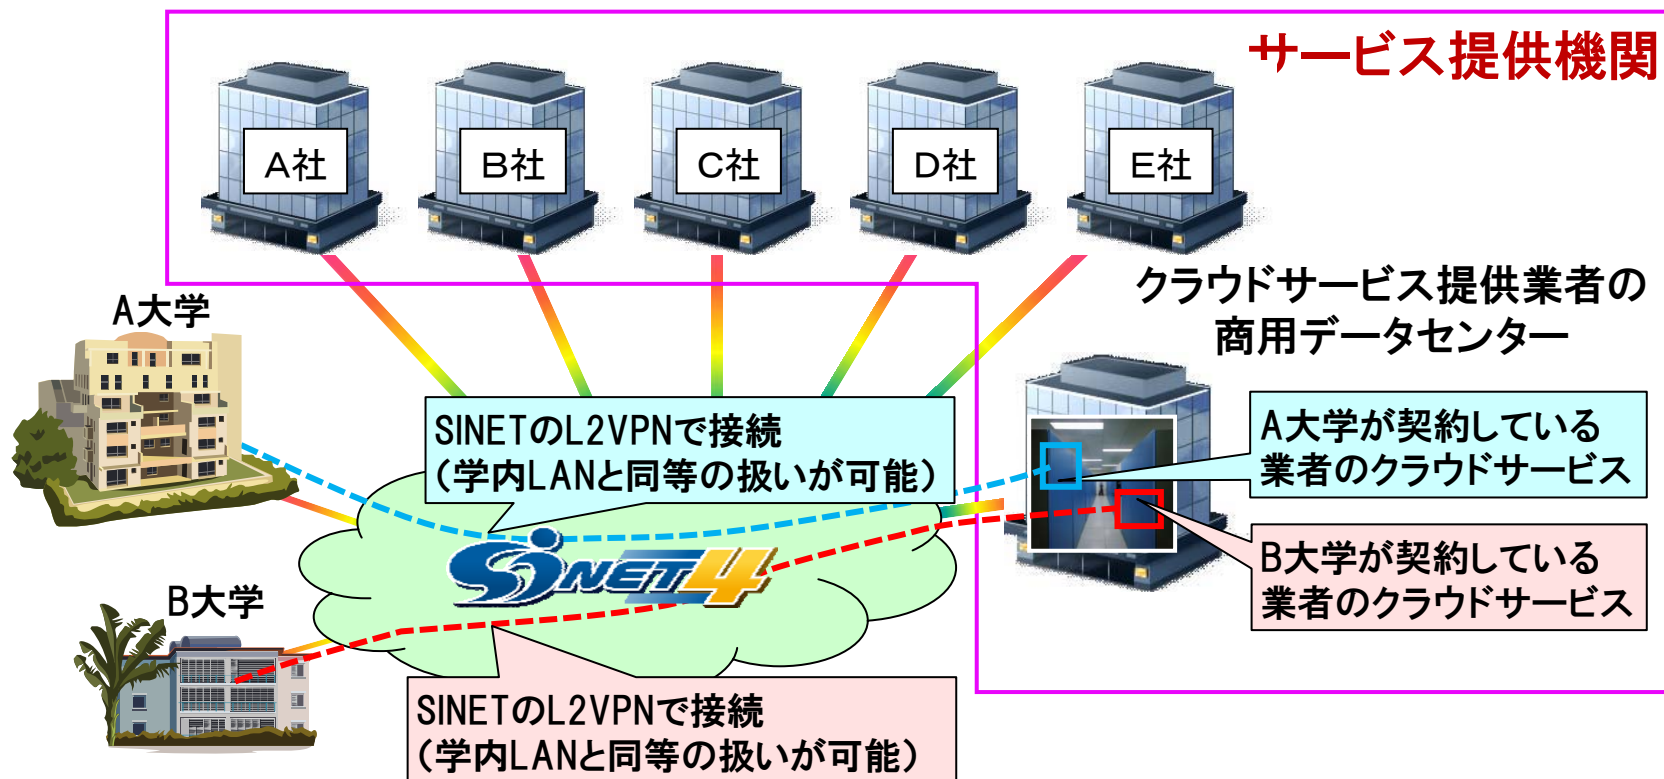 サービス提供機関
A社
B社
C社
D社
E社
クラウドサービス提供業者の
商用データセンター
A大学
SINETのL2VPNで接続
（学内LANと同等の扱いが可能）
A大学が契約している
業者のクラウドサービス
SINET4
B大学が契約している
業者のクラウドサービス
B大学
SINETのL2VPNで接続
（学内LANと同等の扱いが可能）